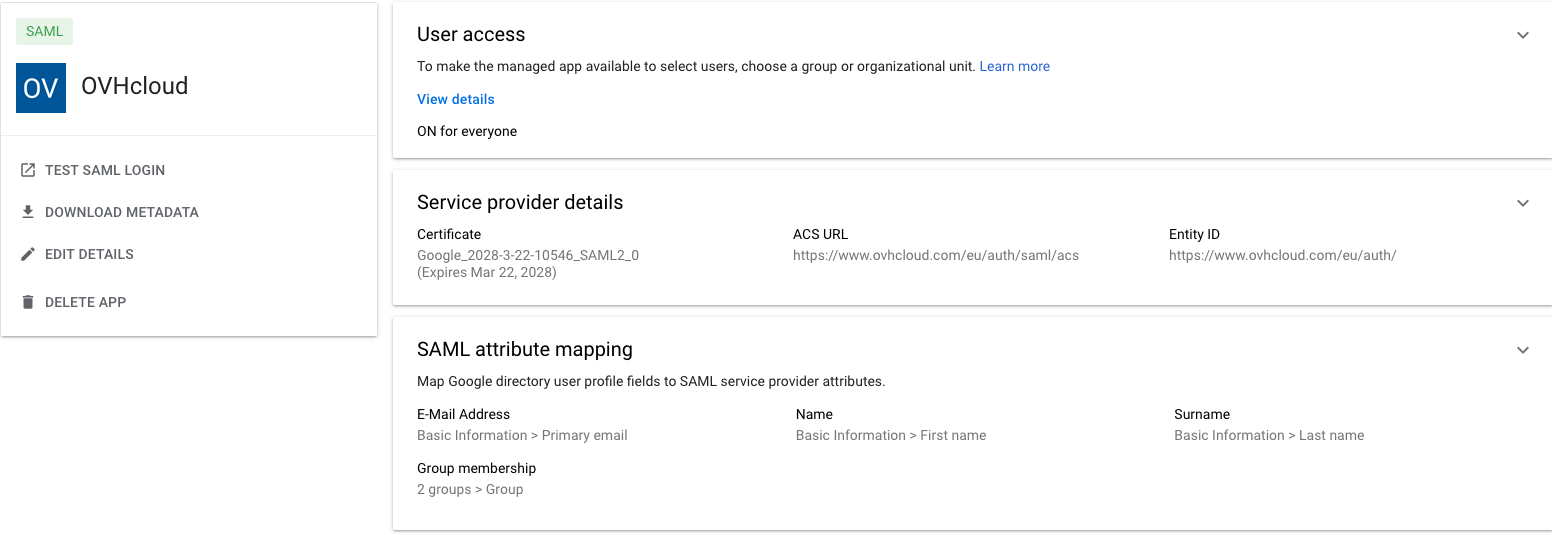 SAML
OV
OVHcloud
TEST SAML LOGIN
DOWNLOAD METADATA
EDIT DETAILS
DELETE APP
User access
To make the managed app available to select users, choose a group or organizational unit. Learn more
View details
ON for everyone
Service provider details
Certificate
Google_2028-3-22-10546_SAML2_0
(Expires Mar 22, 2028)
ACS URL
https://www.ovhcloud.com/eu/auth/saml/acs
Entity ID
https://www.ovhcloud.com/eu/auth/
SAML attribute mapping
Map Google directory user profile fields to SAML service provider attributes.
E-Mail Address
Basic Information > Primary email
Name
Basic Information > First name
Surname
Basic Information > Last name
Group membership
2 groups > Group